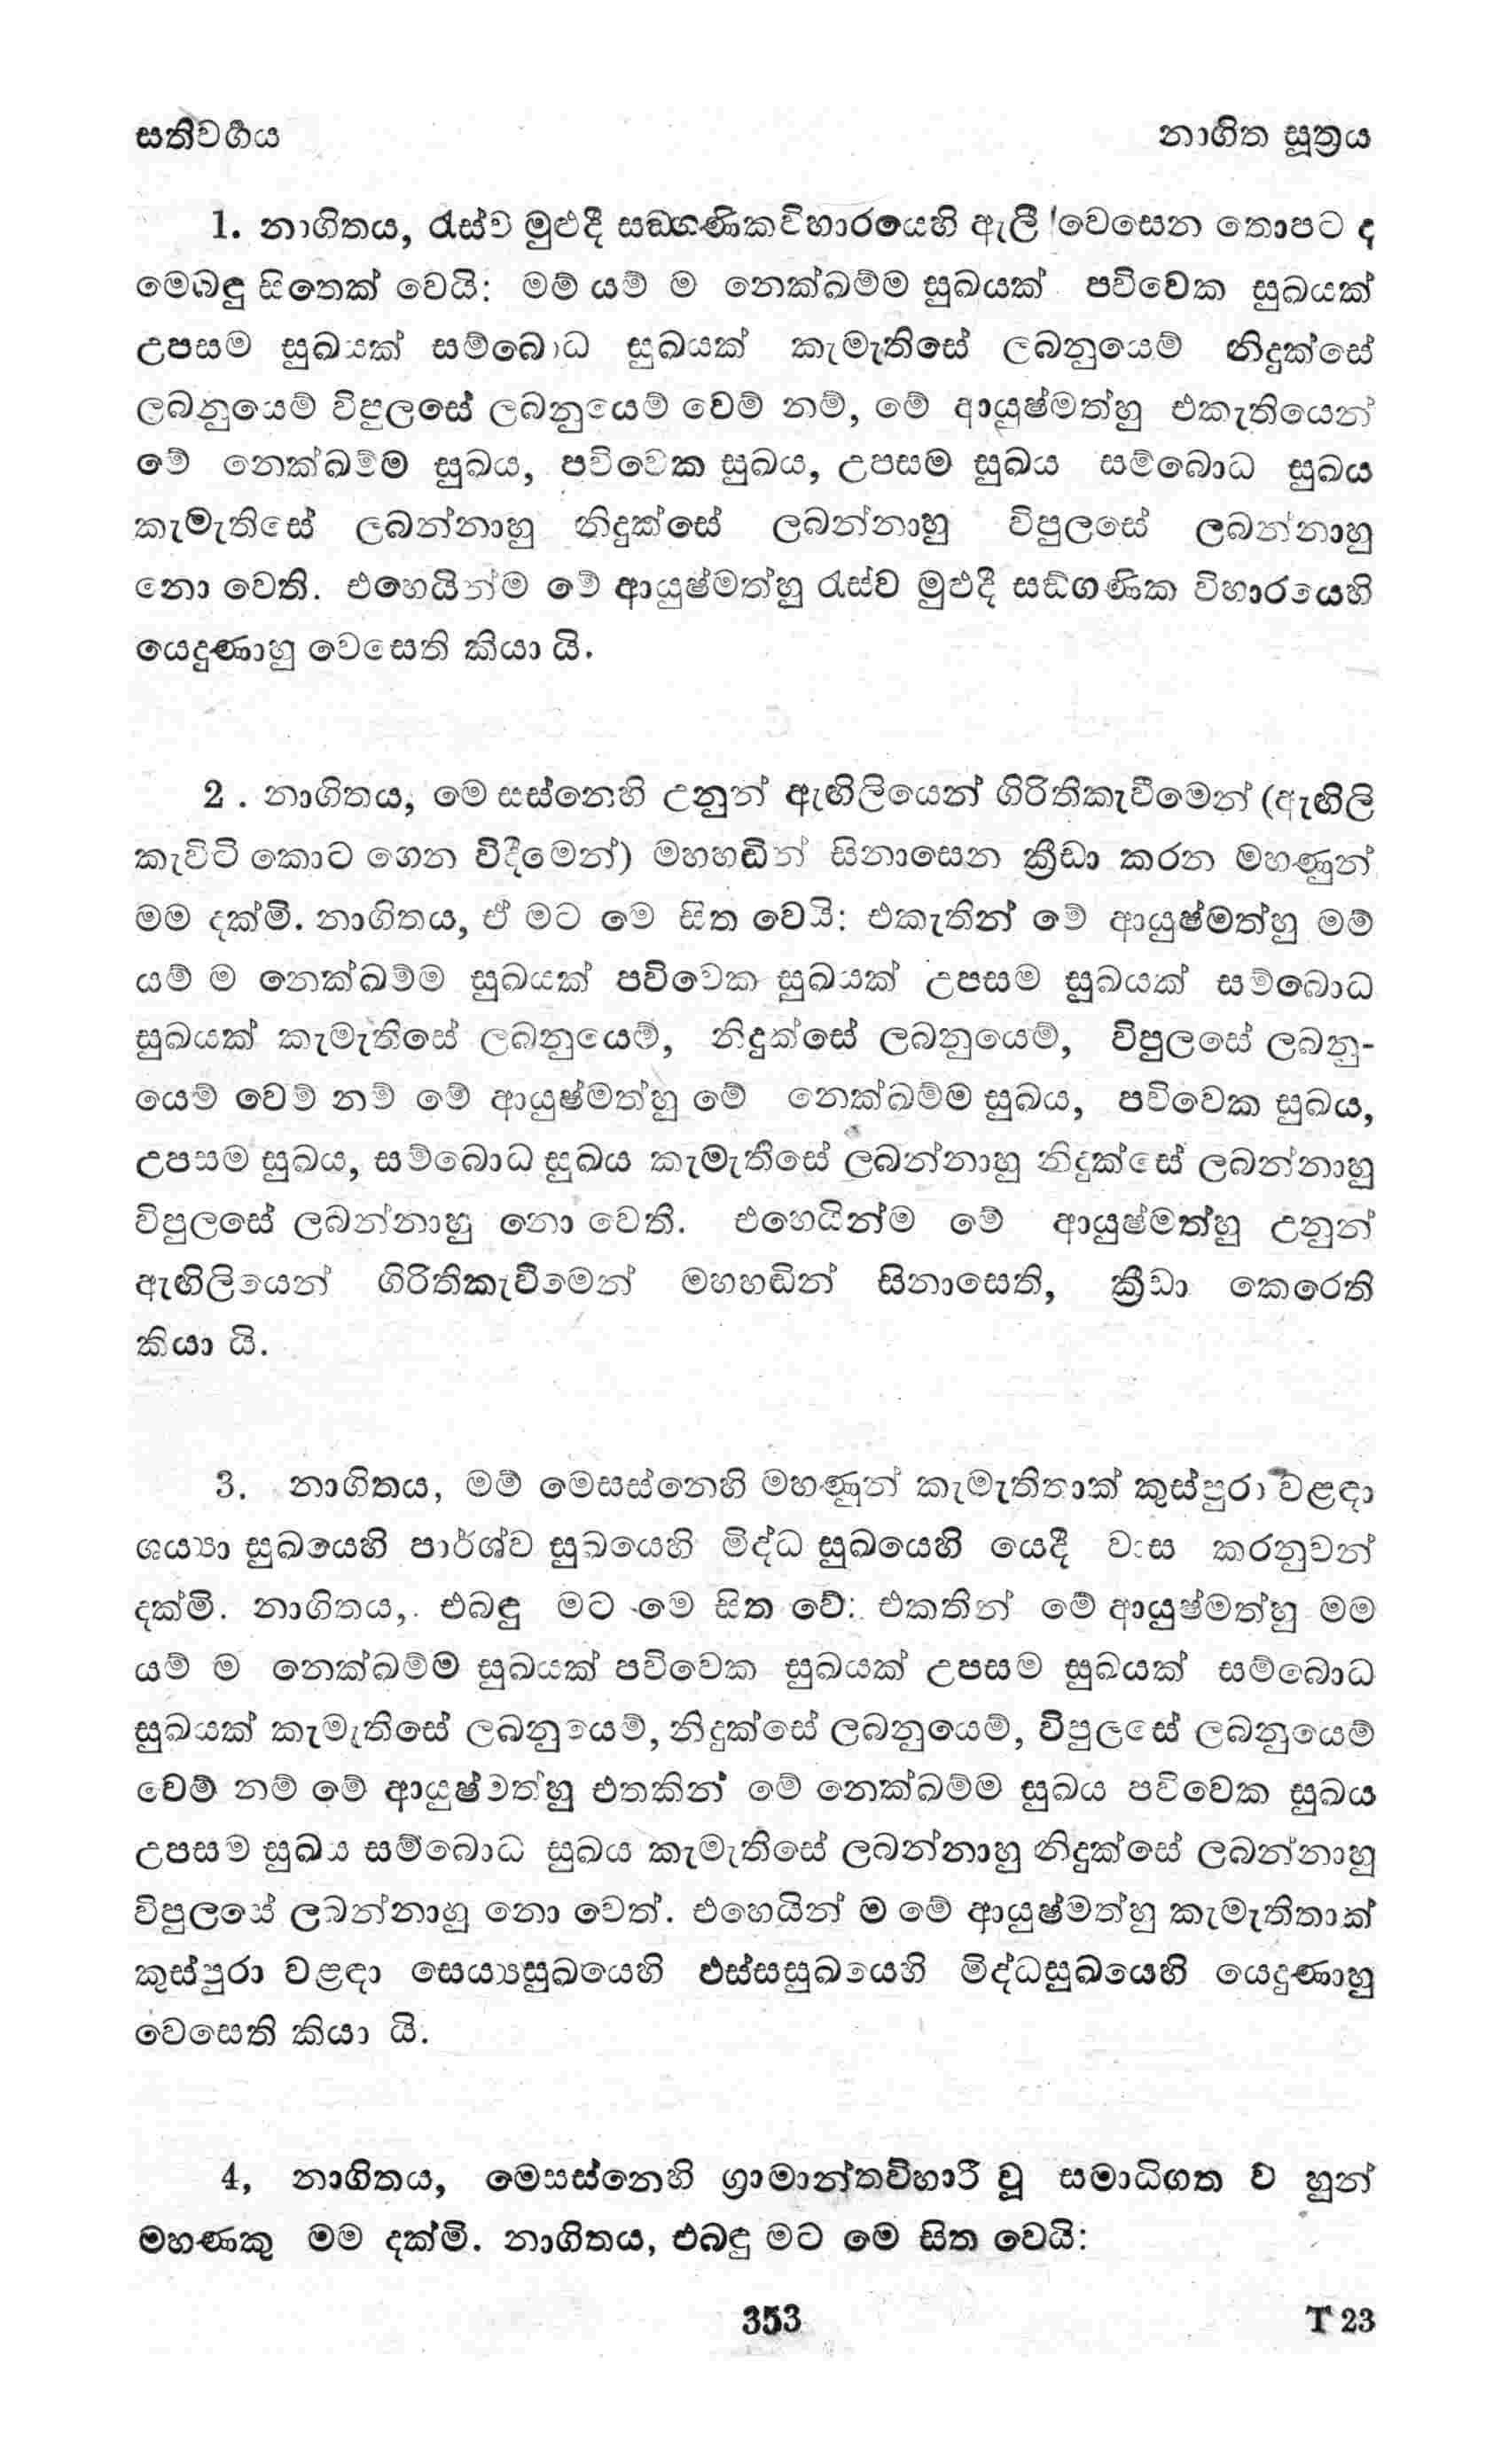 සතිවර්‍ගය
නාගිත සූත්‍රය
1. නාගිතය, රැස්ව මුළුදී සඞ්ගණිකවිහාරයෙහි ඇලී වෙසෙන තොපට ද
මෙබඳු සිතෙක් වෙයි: මම් යම් ම නෙක්ඛම්ම සුඛයක් පවිවෙක සුඛයක්
උපසම සුඛයක් සම්බොධ සුඛයක් කැමැතිසේ ලබනුයෙම් නිදුක්සේ
ලබනුයෙම් විපුලසේ ලබනුයෙම් වෙම් නම්, මේ ආයුෂ්මත්හු එකැතියෙන්
මේ නෙක්ඛම්ම සුඛය, පවිවෙක සුඛය, උපසම සුඛය සම්බොධ සුඛය
කැමැතිසේ ලබන්නාහු නිදුක්සේ ලබන්නාහු විපුලසේ ලබන්නාහු
නො වෙති. එහෙයින්ම මේ ආයුෂ්මත්හු රැස්ව මුළුදී සඞ්ගණික විහාරයෙහි
යෙදුණාහු වෙසෙති කියා යි.
2 . නාගිතය, මෙ සස්නෙහි උනුන් ඇඟිලියෙන් ගිරිතිකැවීමෙන් (ඇඟිලි
කැවිටි කොට ගෙන විදීමෙන්) මහහඬින් සිනාසෙන ක්‍රීඩා කරන මහණුන්
මම දක්මි. නාගිතය, ඒ මට මෙ සිත වෙයි: එකැතින් මේ ආයුෂ්මත්හු මම්
යම් ම නෙක්ඛම්ම සුඛයක් පවිවෙක සුඛයක් උපසම සුඛයක් සම්බොධ
සුඛයක් කැමැතිසේ ලබනුයෙම්, නිදුක්සේ ලබනුයෙම්, විපුලසේ ලබනු-
යෙම් වෙම් නම් මේ ආයුෂ්මත්හු මේ නෙක්ඛම්ම සුඛය, පවිවෙක සුඛය,
උපසම සුඛය, සම්බොධ සුඛය කැමැතිසේ ලබන්නාහු නිදුක්සේ ලබන්නාහු
විපුලසේ ලබන්නාහු නො වෙති. එහෙයින්ම මේ ආයුෂ්මත්හු උනුන්
ඇඟිලියෙන් ගිරිතිකැවීමෙන් මහහඬින් සිනාසෙති, ක්‍රීඩා කෙරෙති
කියා යි.
3. නාගිතය, මම් මෙසස්නෙහි මහණුන් කැමැතිතාක් කුස්පුරා වළඳා
ශය්‍යා සුඛයෙහි පාර්ශ්ව සුඛයෙහි මිද්ධ සුඛයෙහි යෙදී වාස කරනුවන්
දක්මි. නාගිතය, එබඳු මට මෙ සිත වේ: එකතින් මේ ආයුෂ්මත්හු මම
යම් ම නෙක්ඛම්ම සුඛයක් පවිවෙක සුඛයක් උපසම සුඛයක් සම්බොධ
සුඛයක් කැමැතිසේ ලබනුයෙම්, නිදුක්සේ ලබනුයෙම්, විපුලසේ ලබනුයෙම්
වෙම් නම් මේ ආයුෂ්මත්හු එතකින් මේ නෙක්ඛම්ම සුඛය පවිවෙක සුඛය
උපසම සුඛය සම්බොධ සුඛය කැමැතිසේ ලබන්නාහු නිදුක්සේ ලබන්නාහු
විපුලසේ ලබන්නාහු නො වෙත්. එහෙයින් ම මේ ආයුෂ්මත්හු කැමැතිතාක්
කුස්පුරා වළඳා සෙය්‍යසුඛයෙහි ඵස්සසුඛයෙහි මිද්ධසුඛයෙහි යෙදුණාහු
වෙසෙති කියා යි.
4, නාගිතය, මෙසස්නෙහි ග්‍රාමාන්තවිහාරී වූ සමාධිගත ව හුන්
මහණකු මම දක්මි. නාගිතය, එබඳු මට මෙ සිත වෙයි:
353
T 23